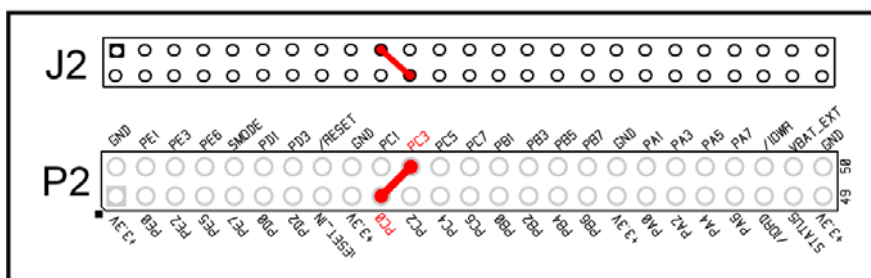 J2
GND PE1 PE3 PE6 SMODE PD1 PD3 /RESET GND PC1 PC3 PC5 PC7 PB1 PB3 PB5 PB7 GND PA1 PA3 PA5 PA7 /IOWR VBAT_EXT GND
P2
50
49
+3.3V PE0 PE2 PE5 PE7 PD0 PD2 IESET_IN +3.3V PC0 PC2 PC4 PC6 PB0 PB2 PB4 PB6 +3.3V PA0 PA2 PA4 PA6 /IORD STATUS +3.3V